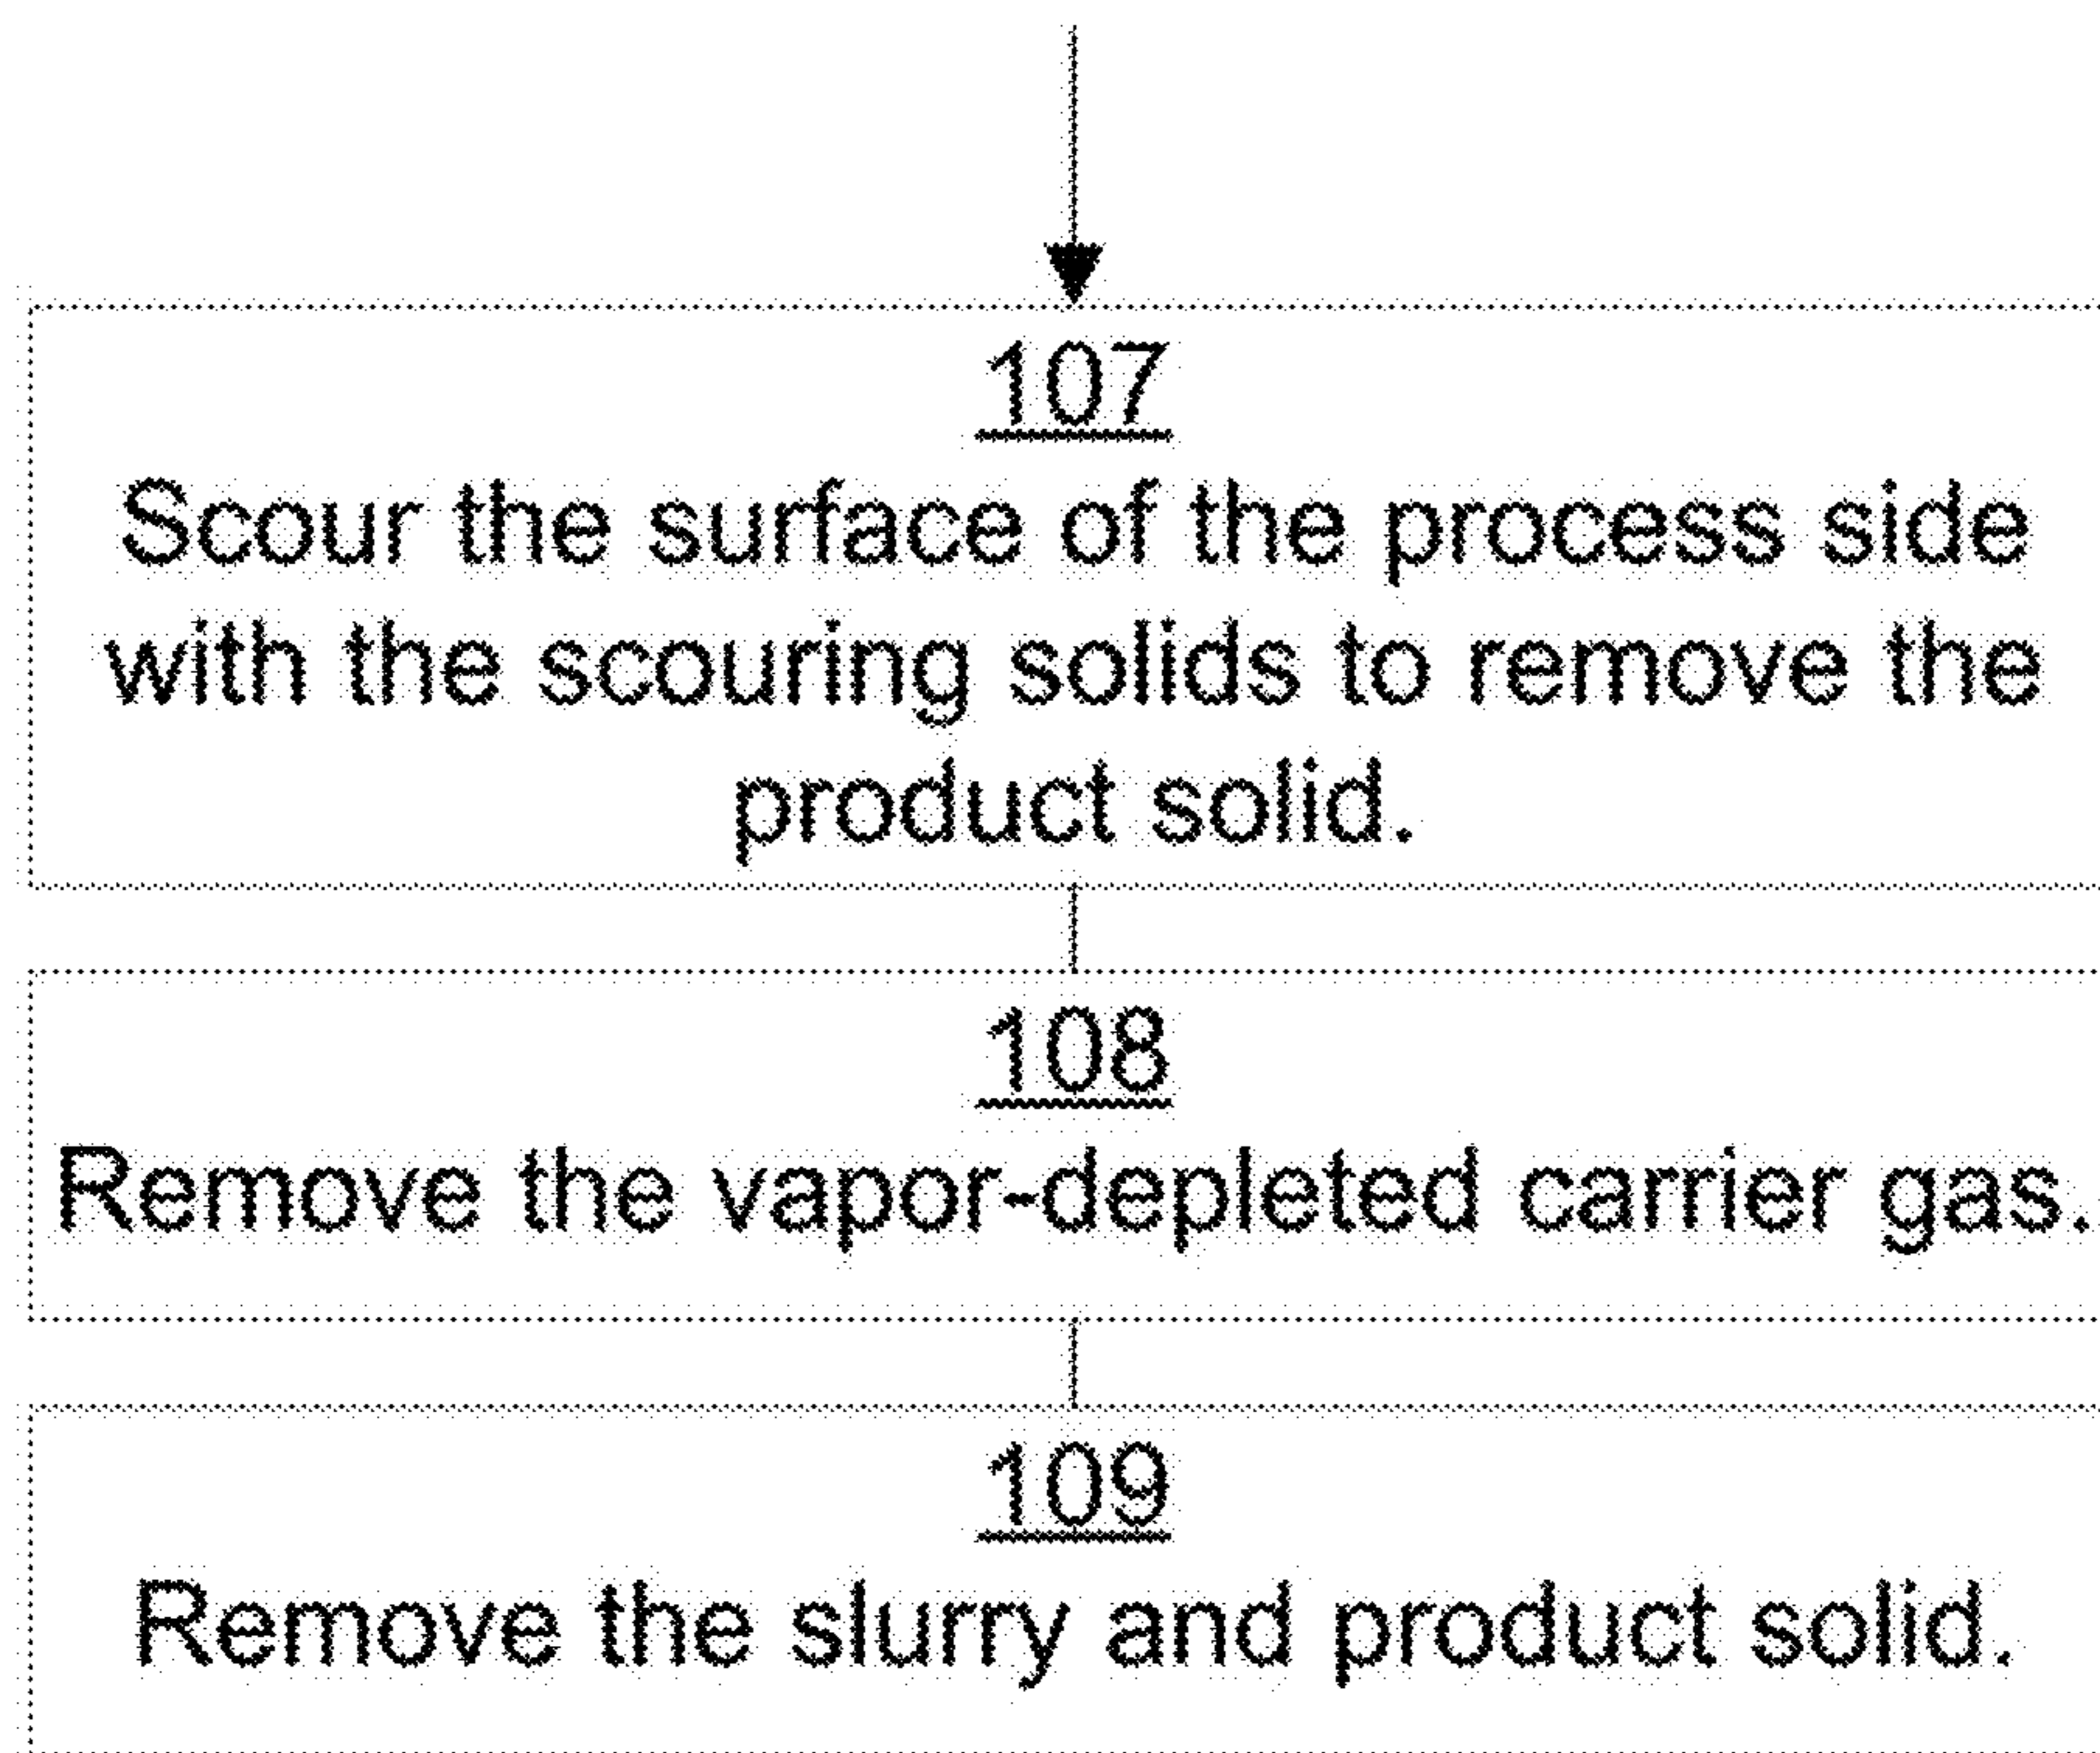 107
Scour the surface of the process side
with the scouring solids to remove the
product solid.
108
Remove the vapor-depleted carrier gas.
109
Remove the slurry and product solid.